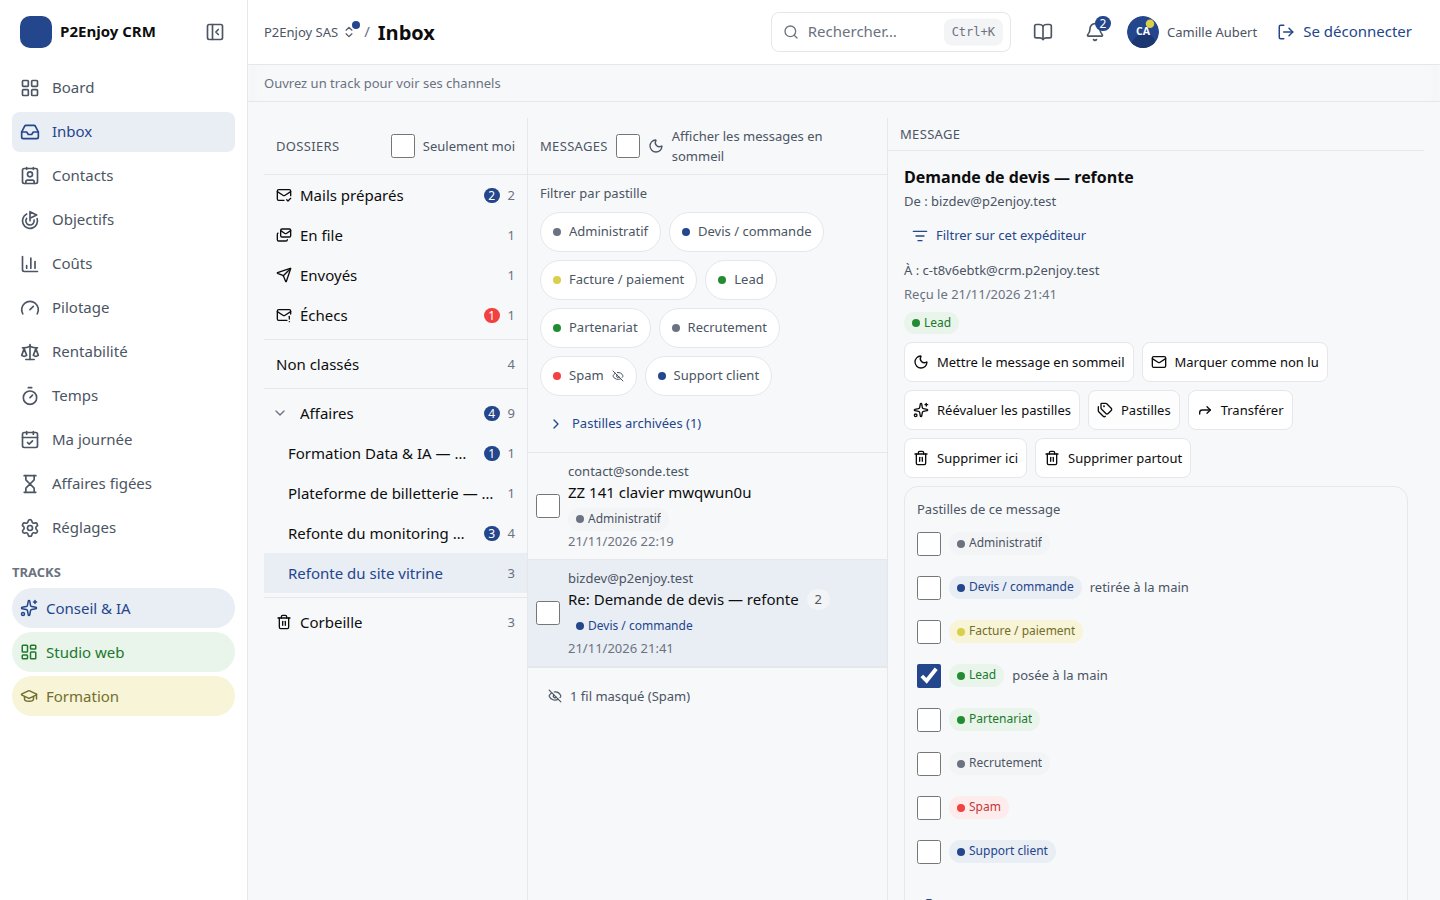 P2Enjoy CRM
Board
Inbox
Contacts
Objectifs
Coûts
Pilotage
Rentabilité
Temps
Ma journée
Affaires figées
Réglages
TRACKS
Conseil & IA
Studio web
Formation
P2Enjoy SAS / Inbox
Rechercher... Ctrl+K
2
CA Camille Aubert
Se déconnecter
Ouvrez un track pour voir ses channels
DOSSIERS Seulement moi
Mails préparés 2 2
En file 1
Envoyés 1
Échecs 1 1
Non classés 4
Affaires 4 9
Formation Data & IA — ... 1 1
Plateforme de billetterie — ... 1
Refonte du monitoring ... 3 4
Refonte du site vitrine 3
Corbeille 3
MESSAGES Afficher les messages en
sommeil
Filtrer par pastille
Administratif Devis / commande
Facture / paiement Lead
Partenariat Recrutement
Spam Support client
Pastilles archivées (1)
contact@sonde.test
ZZ 141 clavier mwqwun0u
Administratif
21/11/2026 22:19
bizdev@p2enjoy.test
Re: Demande de devis — refonte 2
Devis / commande
21/11/2026 21:41
1 fil masqué (Spam)
MESSAGE
Demande de devis — refonte
De : bizdev@p2enjoy.test
Filtrer sur cet expéditeur
À : c-t8v6ebtk@crm.p2enjoy.test
Reçu le 21/11/2026 21:41
Lead
Mettre le message en sommeil Marquer comme non lu
Réévaluer les pastilles Pastilles Transférer
Supprimer ici Supprimer partout
Pastilles de ce message
Administratif
Devis / commande retirée à la main
Facture / paiement
Lead posée à la main
Partenariat
Recrutement
Spam
Support client